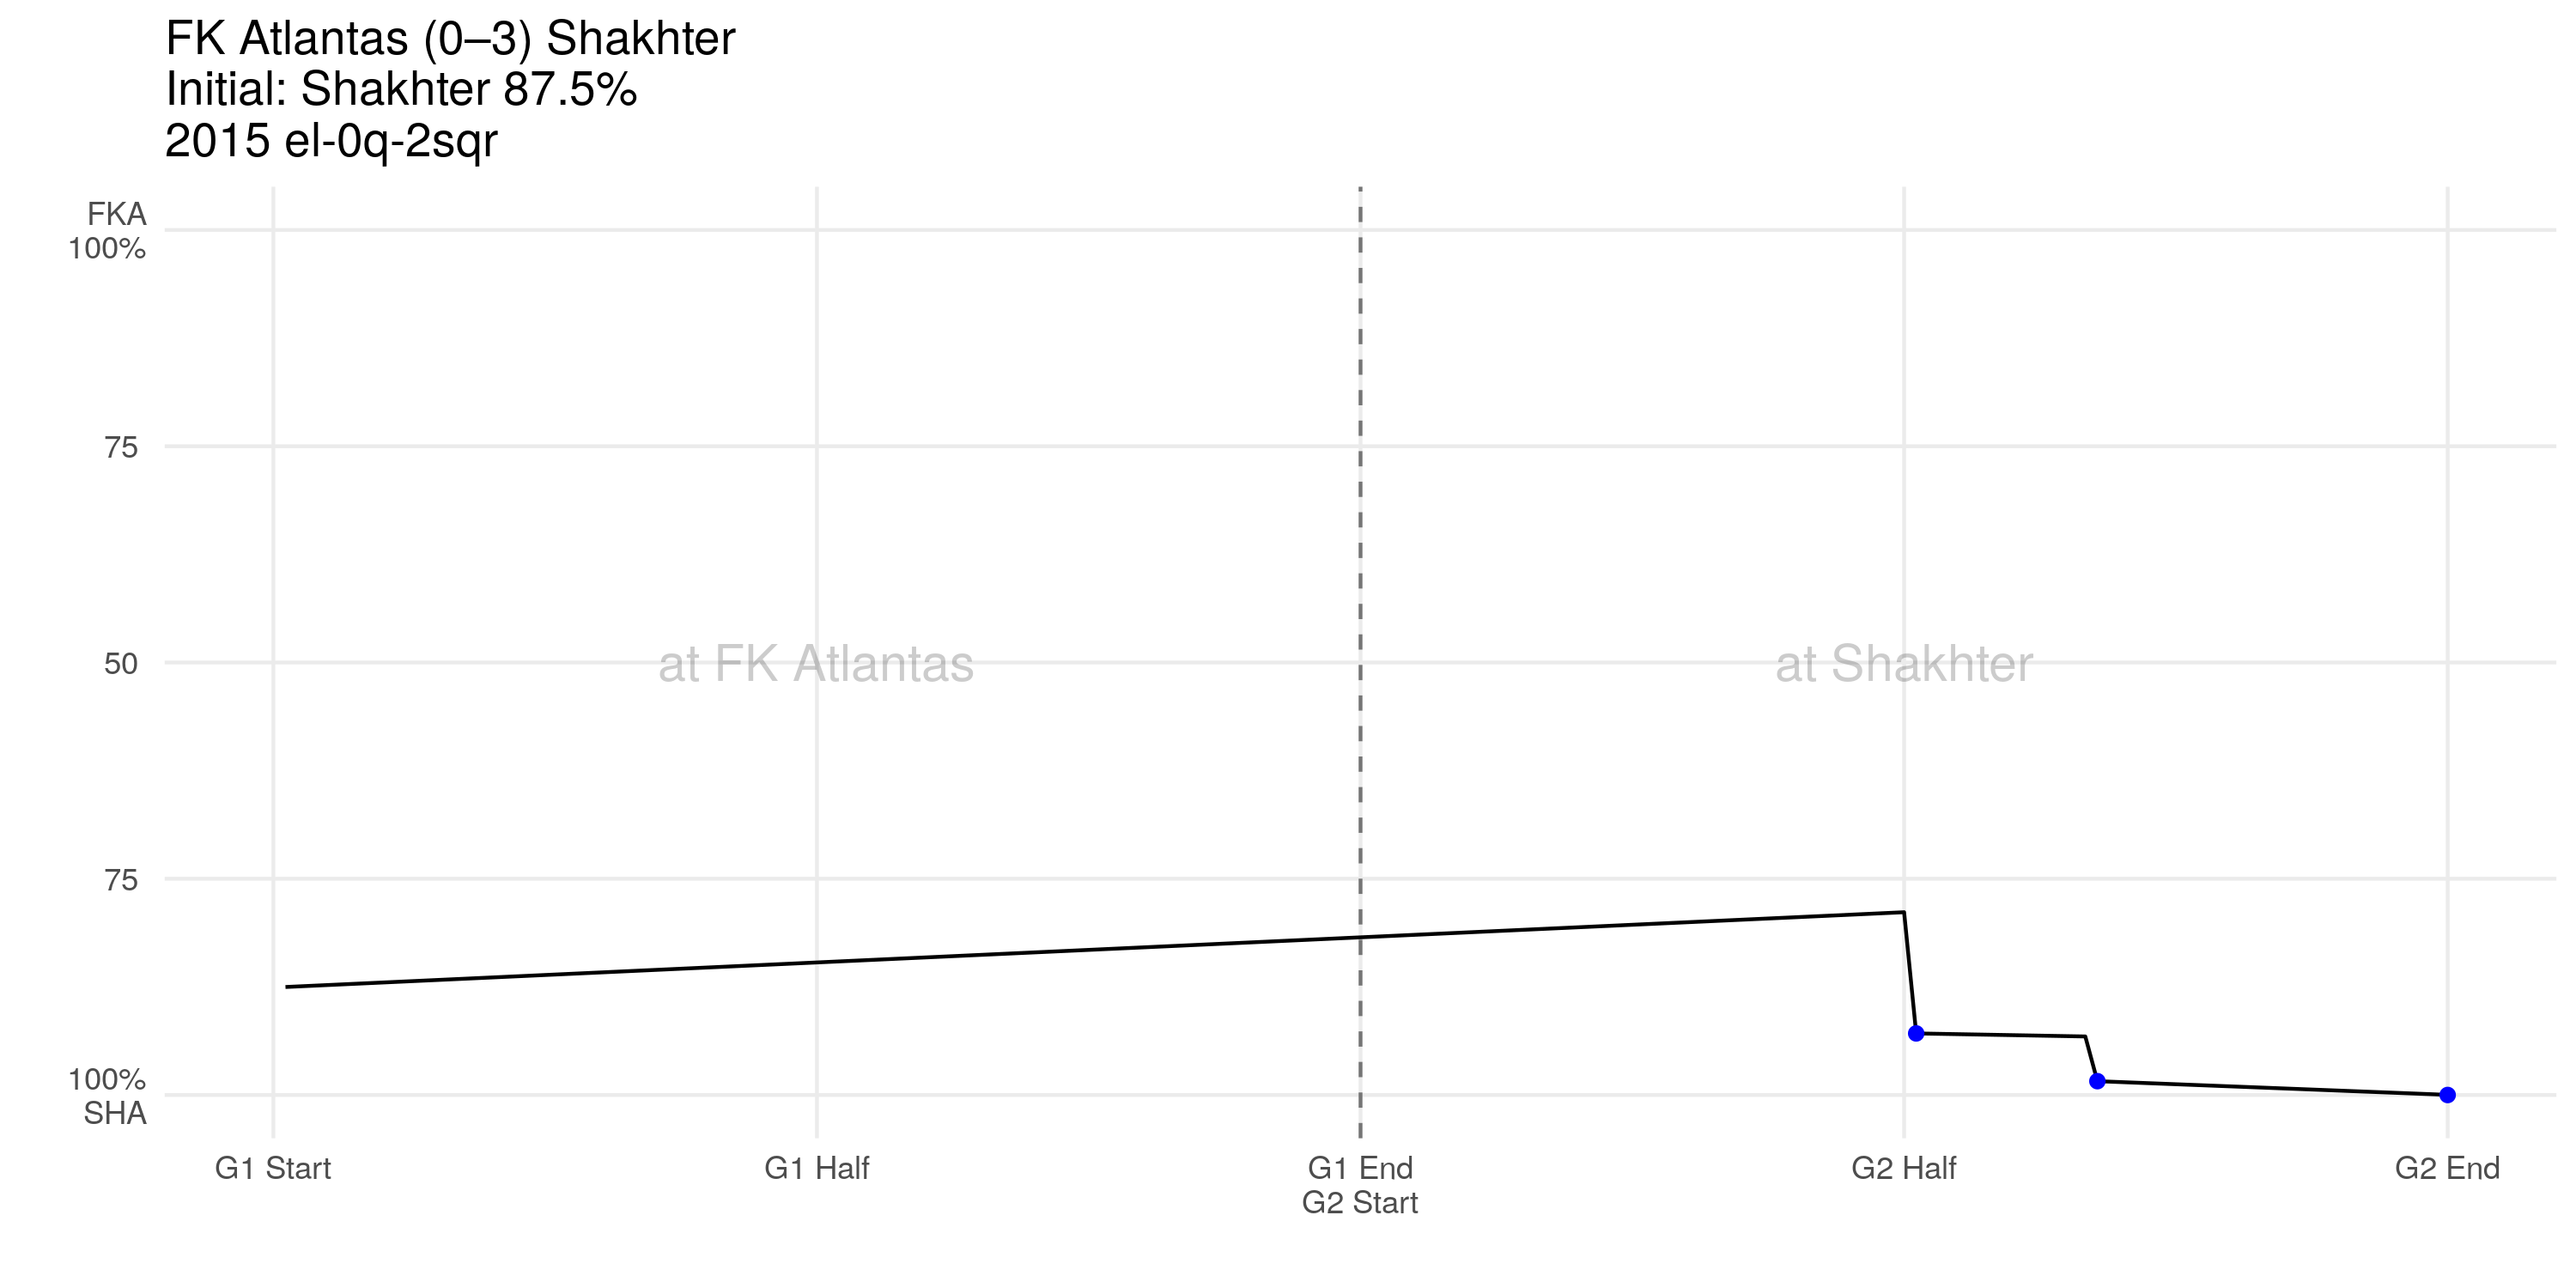 FK Atlantas (0–3) Shakhter
Initial: Shakhter 87.5%
2015 el-0q-2sqr
FKA
100%
75
50
75
100%
SHA
at FK Atlantas
at Shakhter
G1 Start
G1 Half
G1 End
G2 Start
G2 Half
G2 End